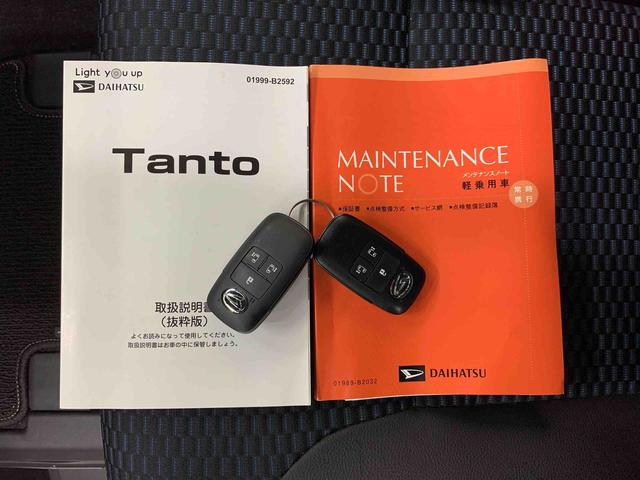 Light you up
DAIHATSU
01999-B2592
Tanto
取扱説明書
(抜粋版)
よくお読みになって使用してください。
取扱説明書はお車の中に保管しましょう。
MAINTENANCE
NOTE
メンテナンスノート
軽乗用車
常時
携行
★保証書 ★点検整備方式 ★サービス網 ★点検整備記録簿
01989-B2032
DAIHATSU